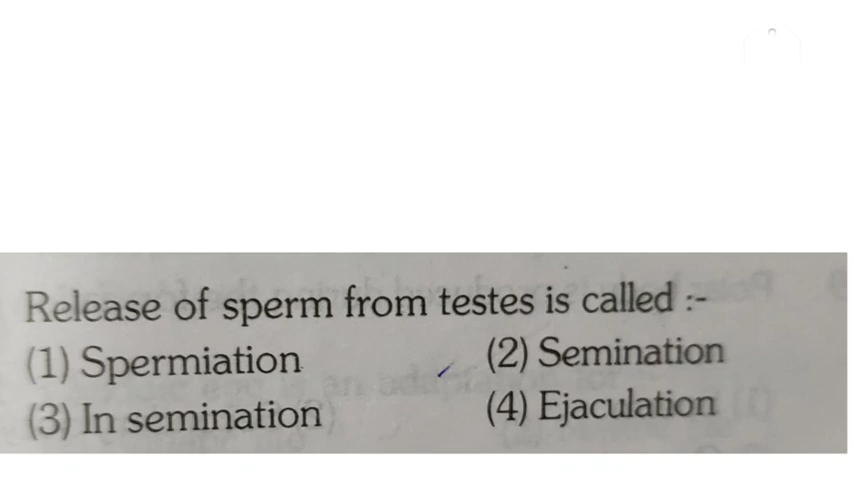 Release of sperm from testes is called :-
(1) Spermiation (2) Semination
(3) In semination (4) Ejaculation